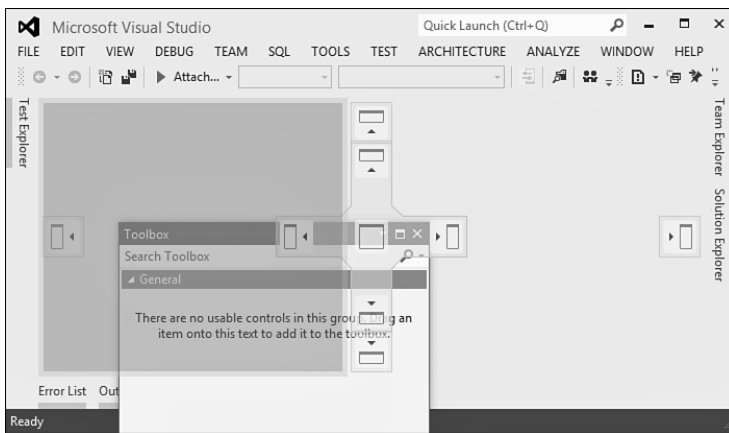 Microsoft Visual Studio
Quick Launch (Ctrl+Q)
FILE EDIT VIEW DEBUG TEAM SQL TOOLS TEST ARCHITECTURE ANALYZE WINDOW HELP
Attach...
Test Explorer
Team Explorer
Solution Explorer
Toolbox
Search Toolbox
General
There are no usable controls in this group. Drag an
item onto this text to add it to the toolbox.
Error List Out
Ready